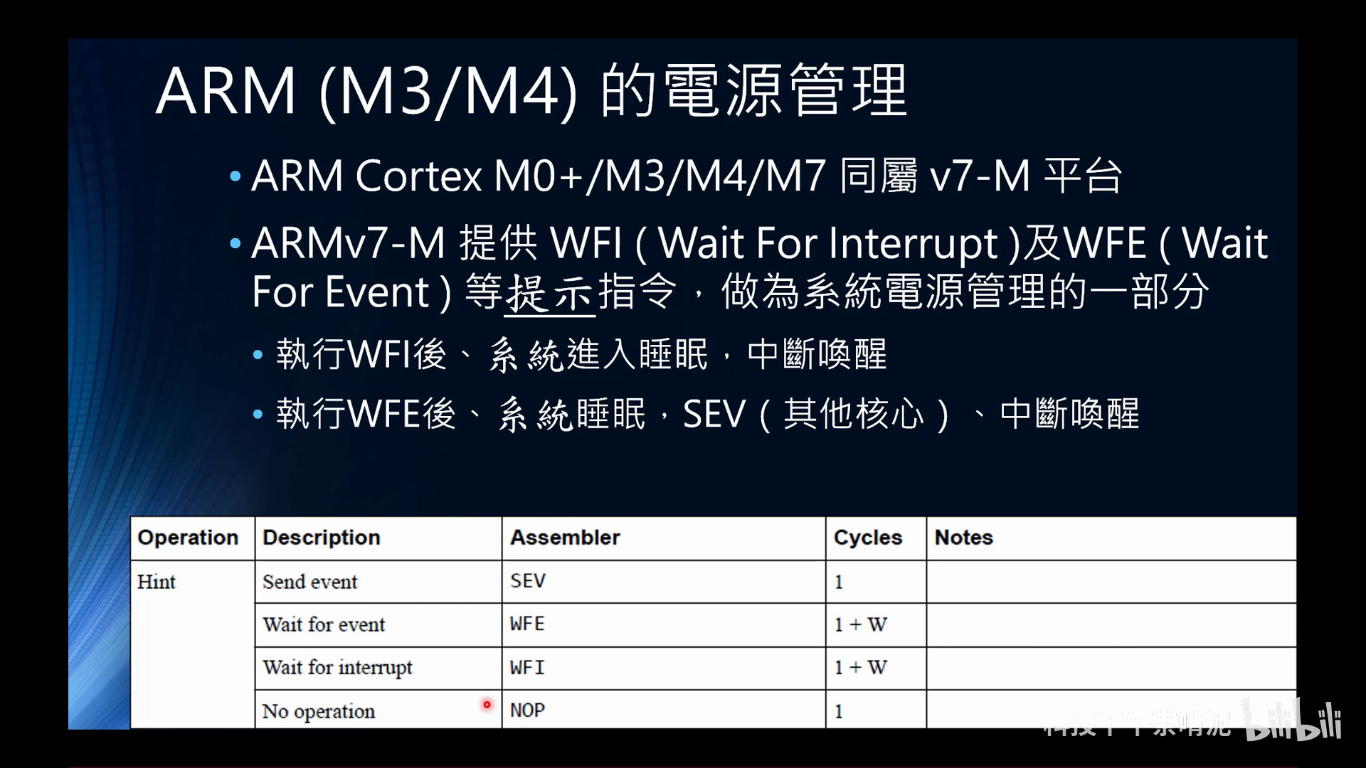 ARM (M3/M4) 的電源管理
• ARM Cortex M0+/M3/M4/M7 同屬 v7-M 平台
• ARMv7-M 提供 WFI ( Wait For Interrupt )及WFE ( Wait
For Event ) 等提示指令，做為系統電源管理的一部分
• 執行WFI後、系統進入睡眠，中斷喚醒
• 執行WFE後、系統睡眠，SEV（其他核心）、中斷喚醒
Operation Description Assembler Cycles Notes
Hint Send event SEV 1
Wait for event WFE 1 + W
Wait for interrupt WFI 1 + W
No operation NOP 1
bilibili